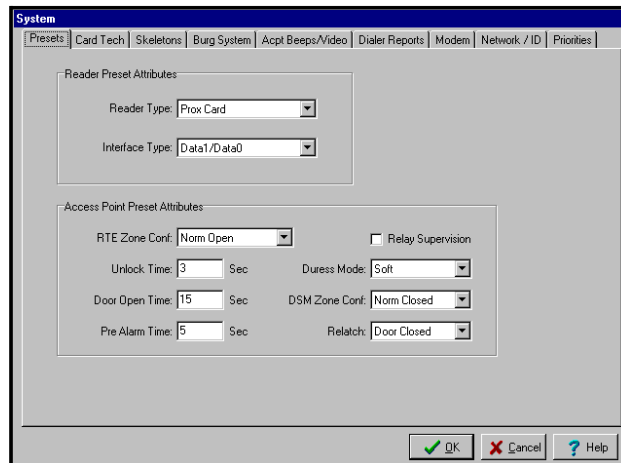 System
Presets Card Tech Skeletons Burg System Acpt Beeps/Video Dialer Reports Modem Network / ID Priorities
Reader Preset Attributes
Reader Type: Prox Card
Interface Type: Data1/Data0
Access Point Preset Attributes
RTE Zone Conf: Norm Open Relay Supervision
Unlock Time: 3 Sec Duress Mode: Soft
Door Open Time: 15 Sec DSM Zone Conf: Norm Closed
Pre Alarm Time: 5 Sec Relatch: Door Closed
OK Cancel ? Help